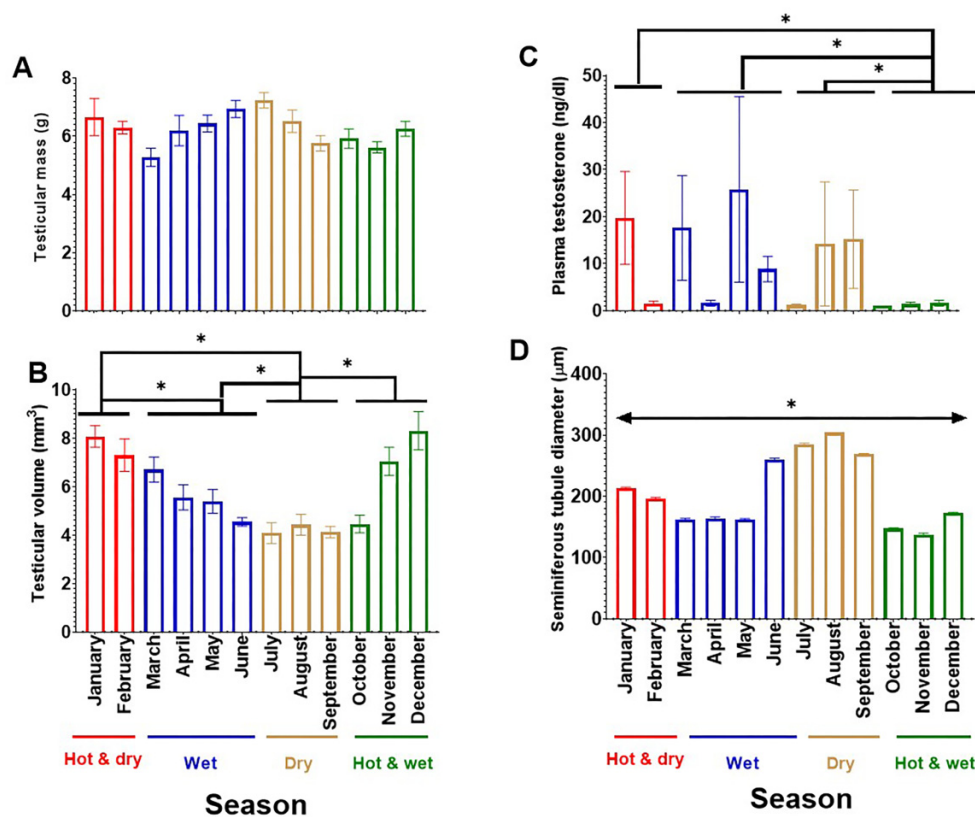 A
Testicular mass (g)
8
6
4
2
0
*
*
*
*
B
Testicular volume (mm3)
10
8
6
4
2
0
January
February
March
April
May
June
July
August
September
October
November
December
Hot & dry
Wet
Dry
Hot & wet
Season
C
*
*
*
Plasma testosterone (ng/dl)
50
40
30
20
10
0
D
*
Seminiferous tubule diameter (μm)
400
300
200
100
0
January
February
March
April
May
June
July
August
September
October
November
December
Hot & dry
Wet
Dry
Hot & wet
Season